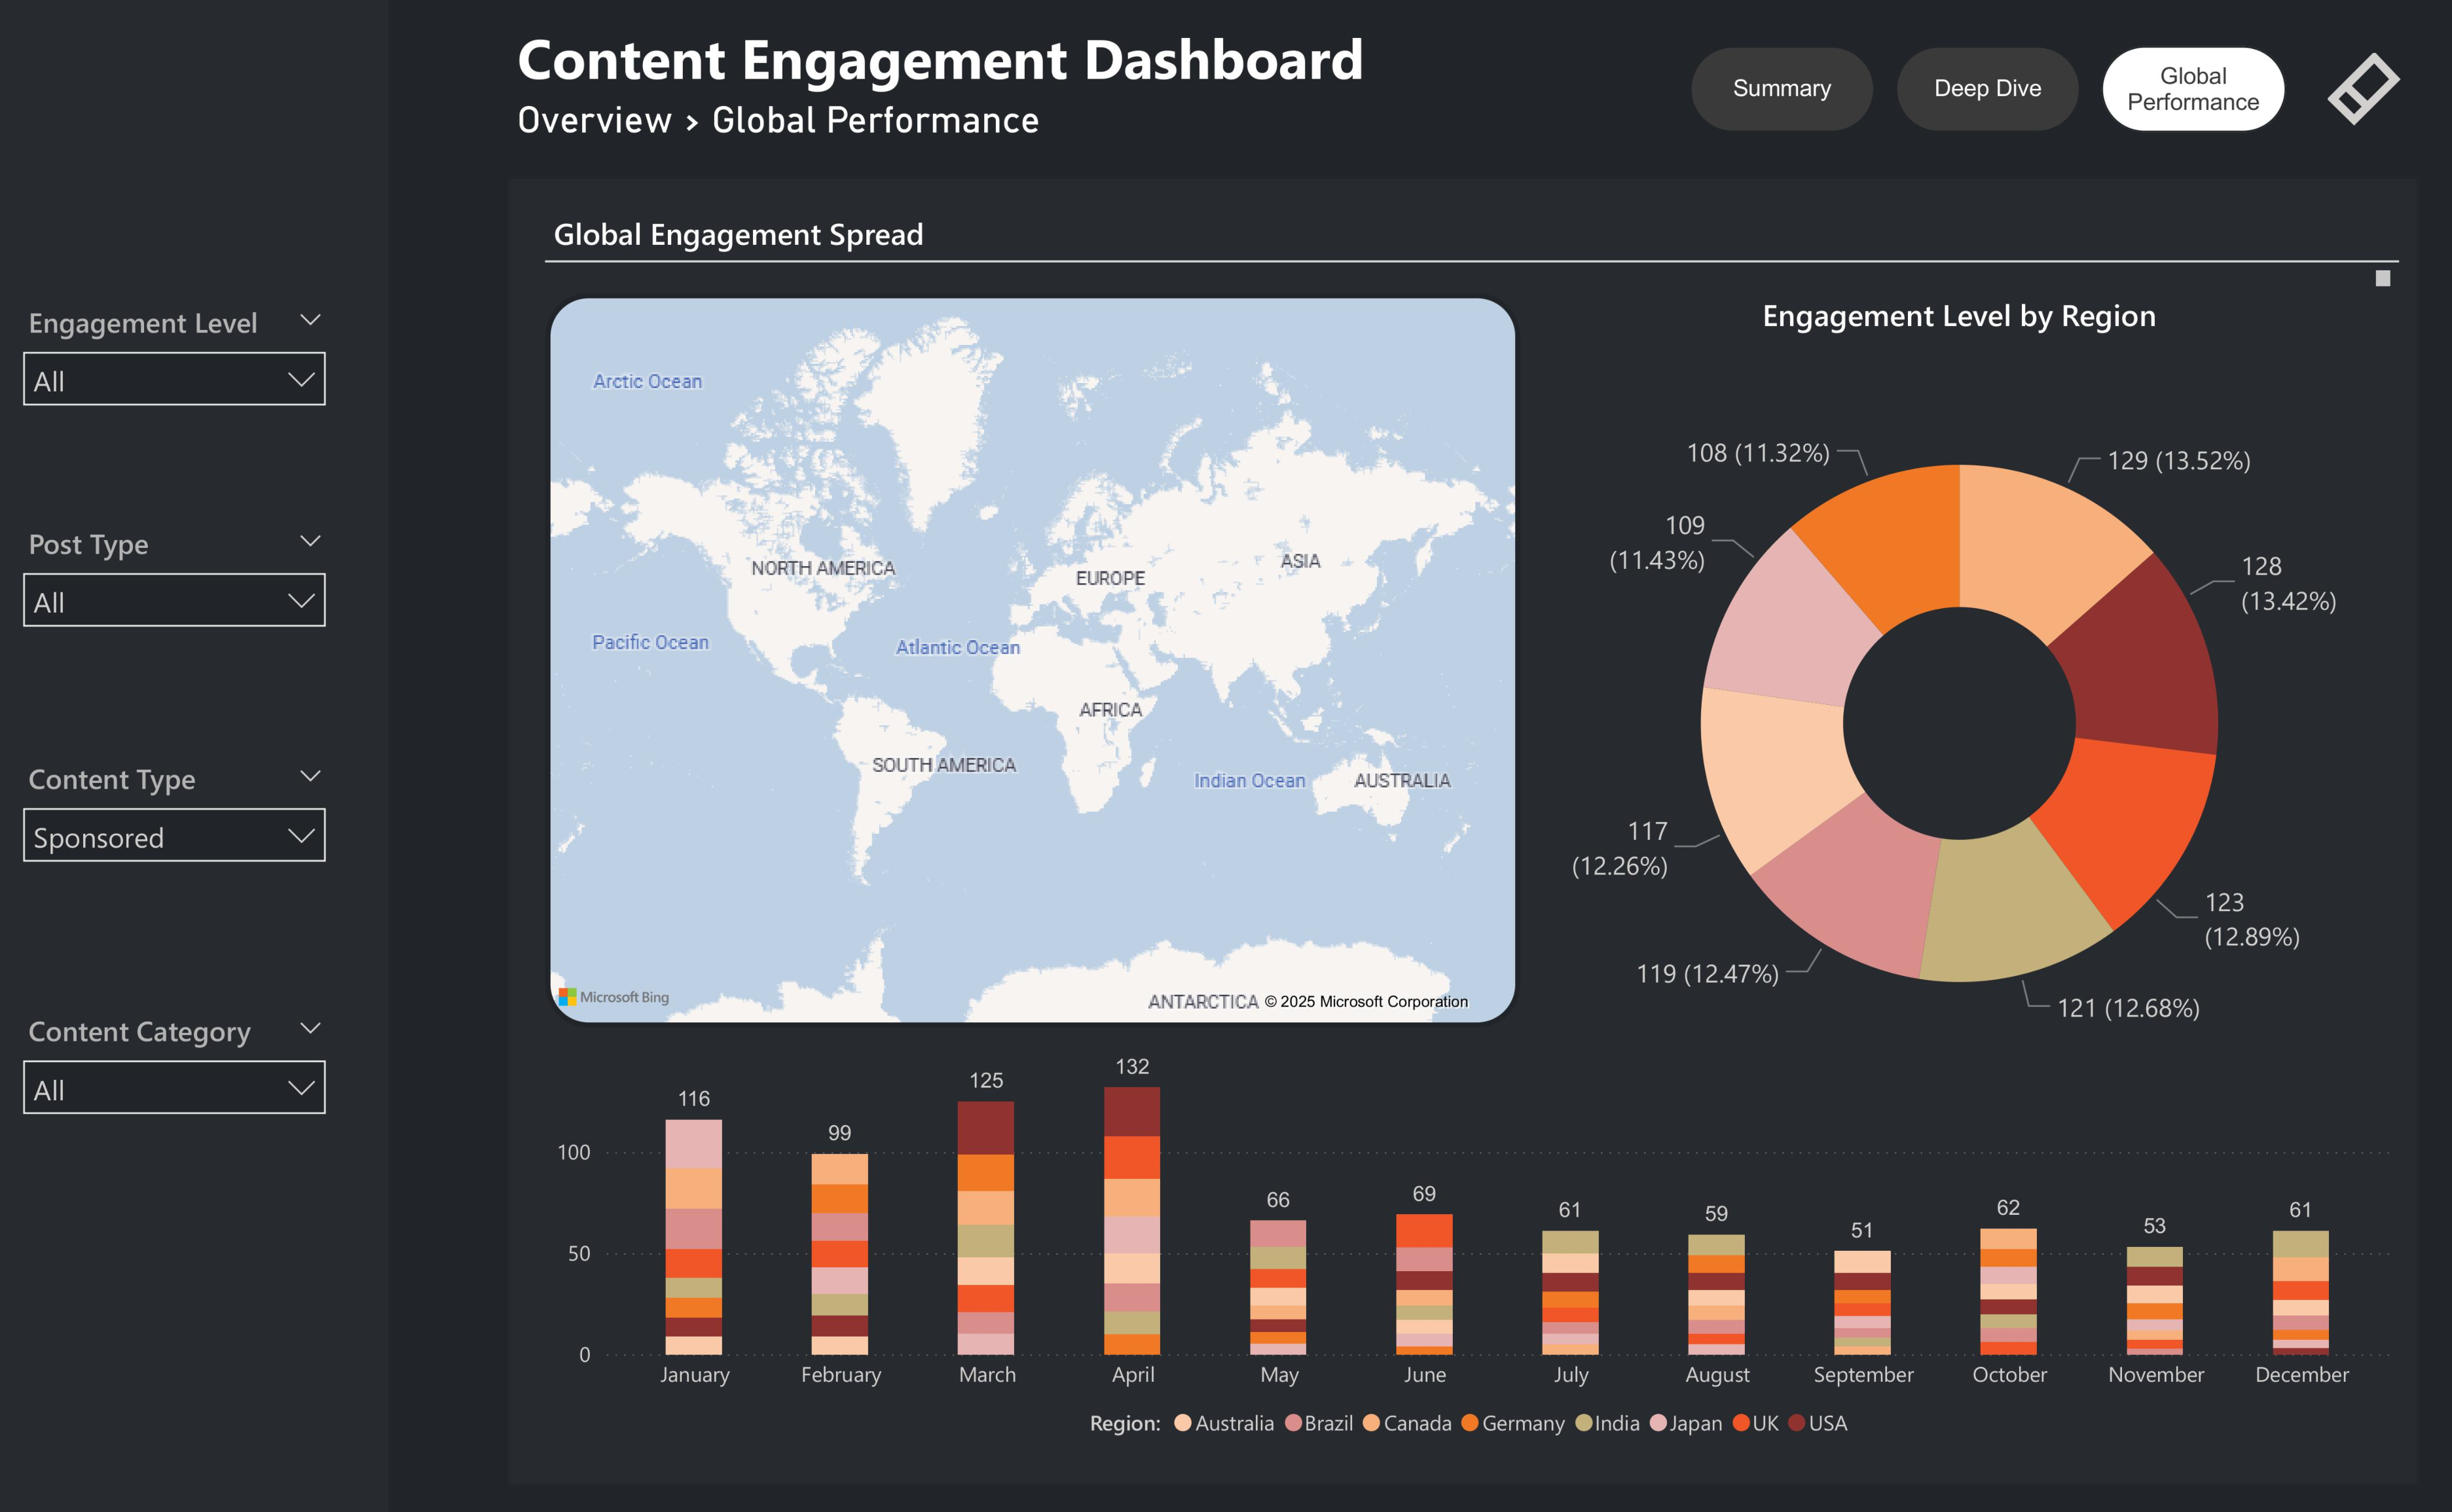 Content Engagement Dashboard
Overview > Global Performance
Summary
Deep Dive
Global
Performance
Engagement Level
All
Post Type
All
Content Type
Sponsored
Content Category
All
Global Engagement Spread
Arctic Ocean
NORTH AMERICA
EUROPE
ASIA
Pacific Ocean
Atlantic Ocean
AFRICA
SOUTH AMERICA
Indian Ocean
AUSTRALIA
Microsoft Bing
ANTARCTICA © 2025 Microsoft Corporation
Engagement Level by Region
108 (11.32%)
129 (13.52%)
109
(11.43%)
128
(13.42%)
117
(12.26%)
123
(12.89%)
119 (12.47%)
121 (12.68%)
100
50
0
116
99
125
132
66
69
61
59
51
62
53
61
January
February
March
April
May
June
July
August
September
October
November
December
Region: Australia Brazil Canada Germany India Japan UK USA